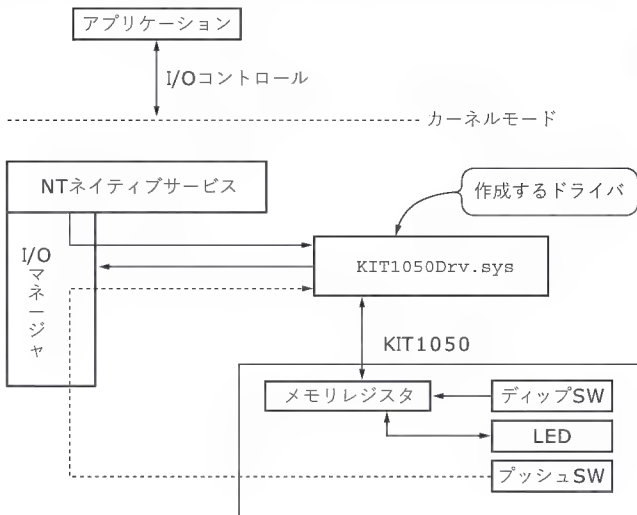 アプリケーション
I/Oコントロール
カーネルモード
NTネイティブサービス
作成するドライバ
I/O
マネージャ
KIT1050Drv.sys
KIT1050
メモリレジスタ
ディップSW
LED
プッシュSW